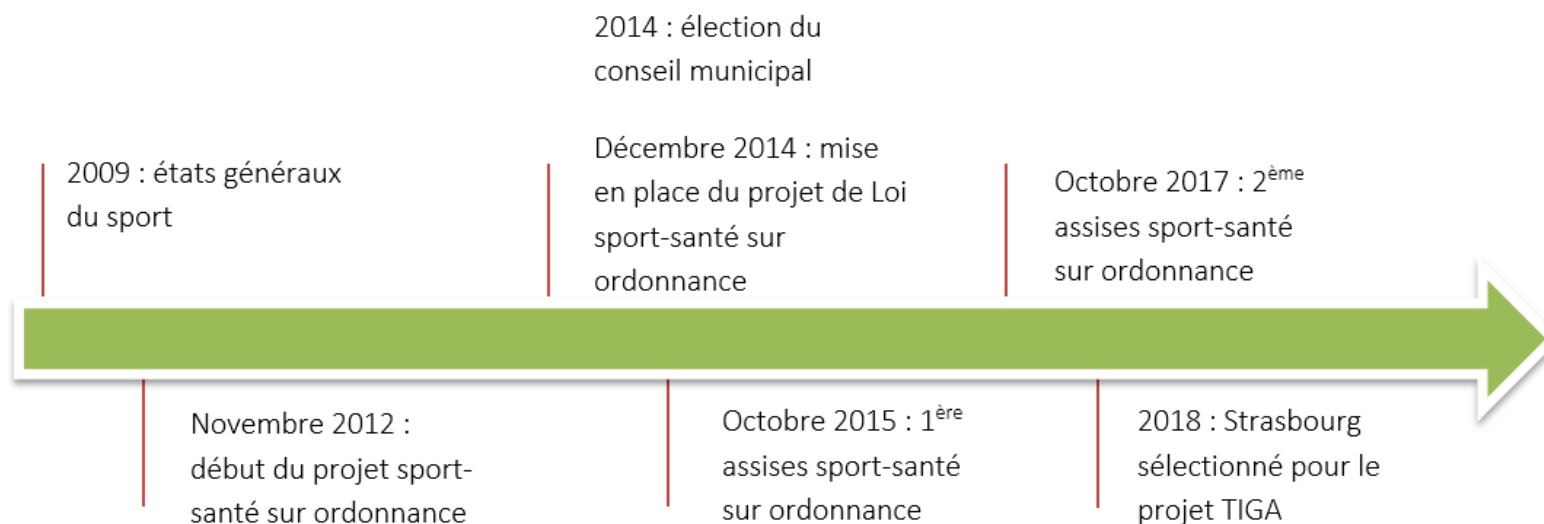 2009 : états généraux
du sport
Novembre 2012 :
début du projet sport-
santé sur ordonnance
2014 : élection du
conseil municipal
Décembre 2014 : mise
en place du projet de Loi
sport-santé sur
ordonnance
Octobre 2015 : 1ère
assises sport-santé
sur ordonnance
Octobre 2017 : 2ème
assises sport-santé
sur ordonnance
2018 : Strasbourg
sélectionné pour le
projet TIGA